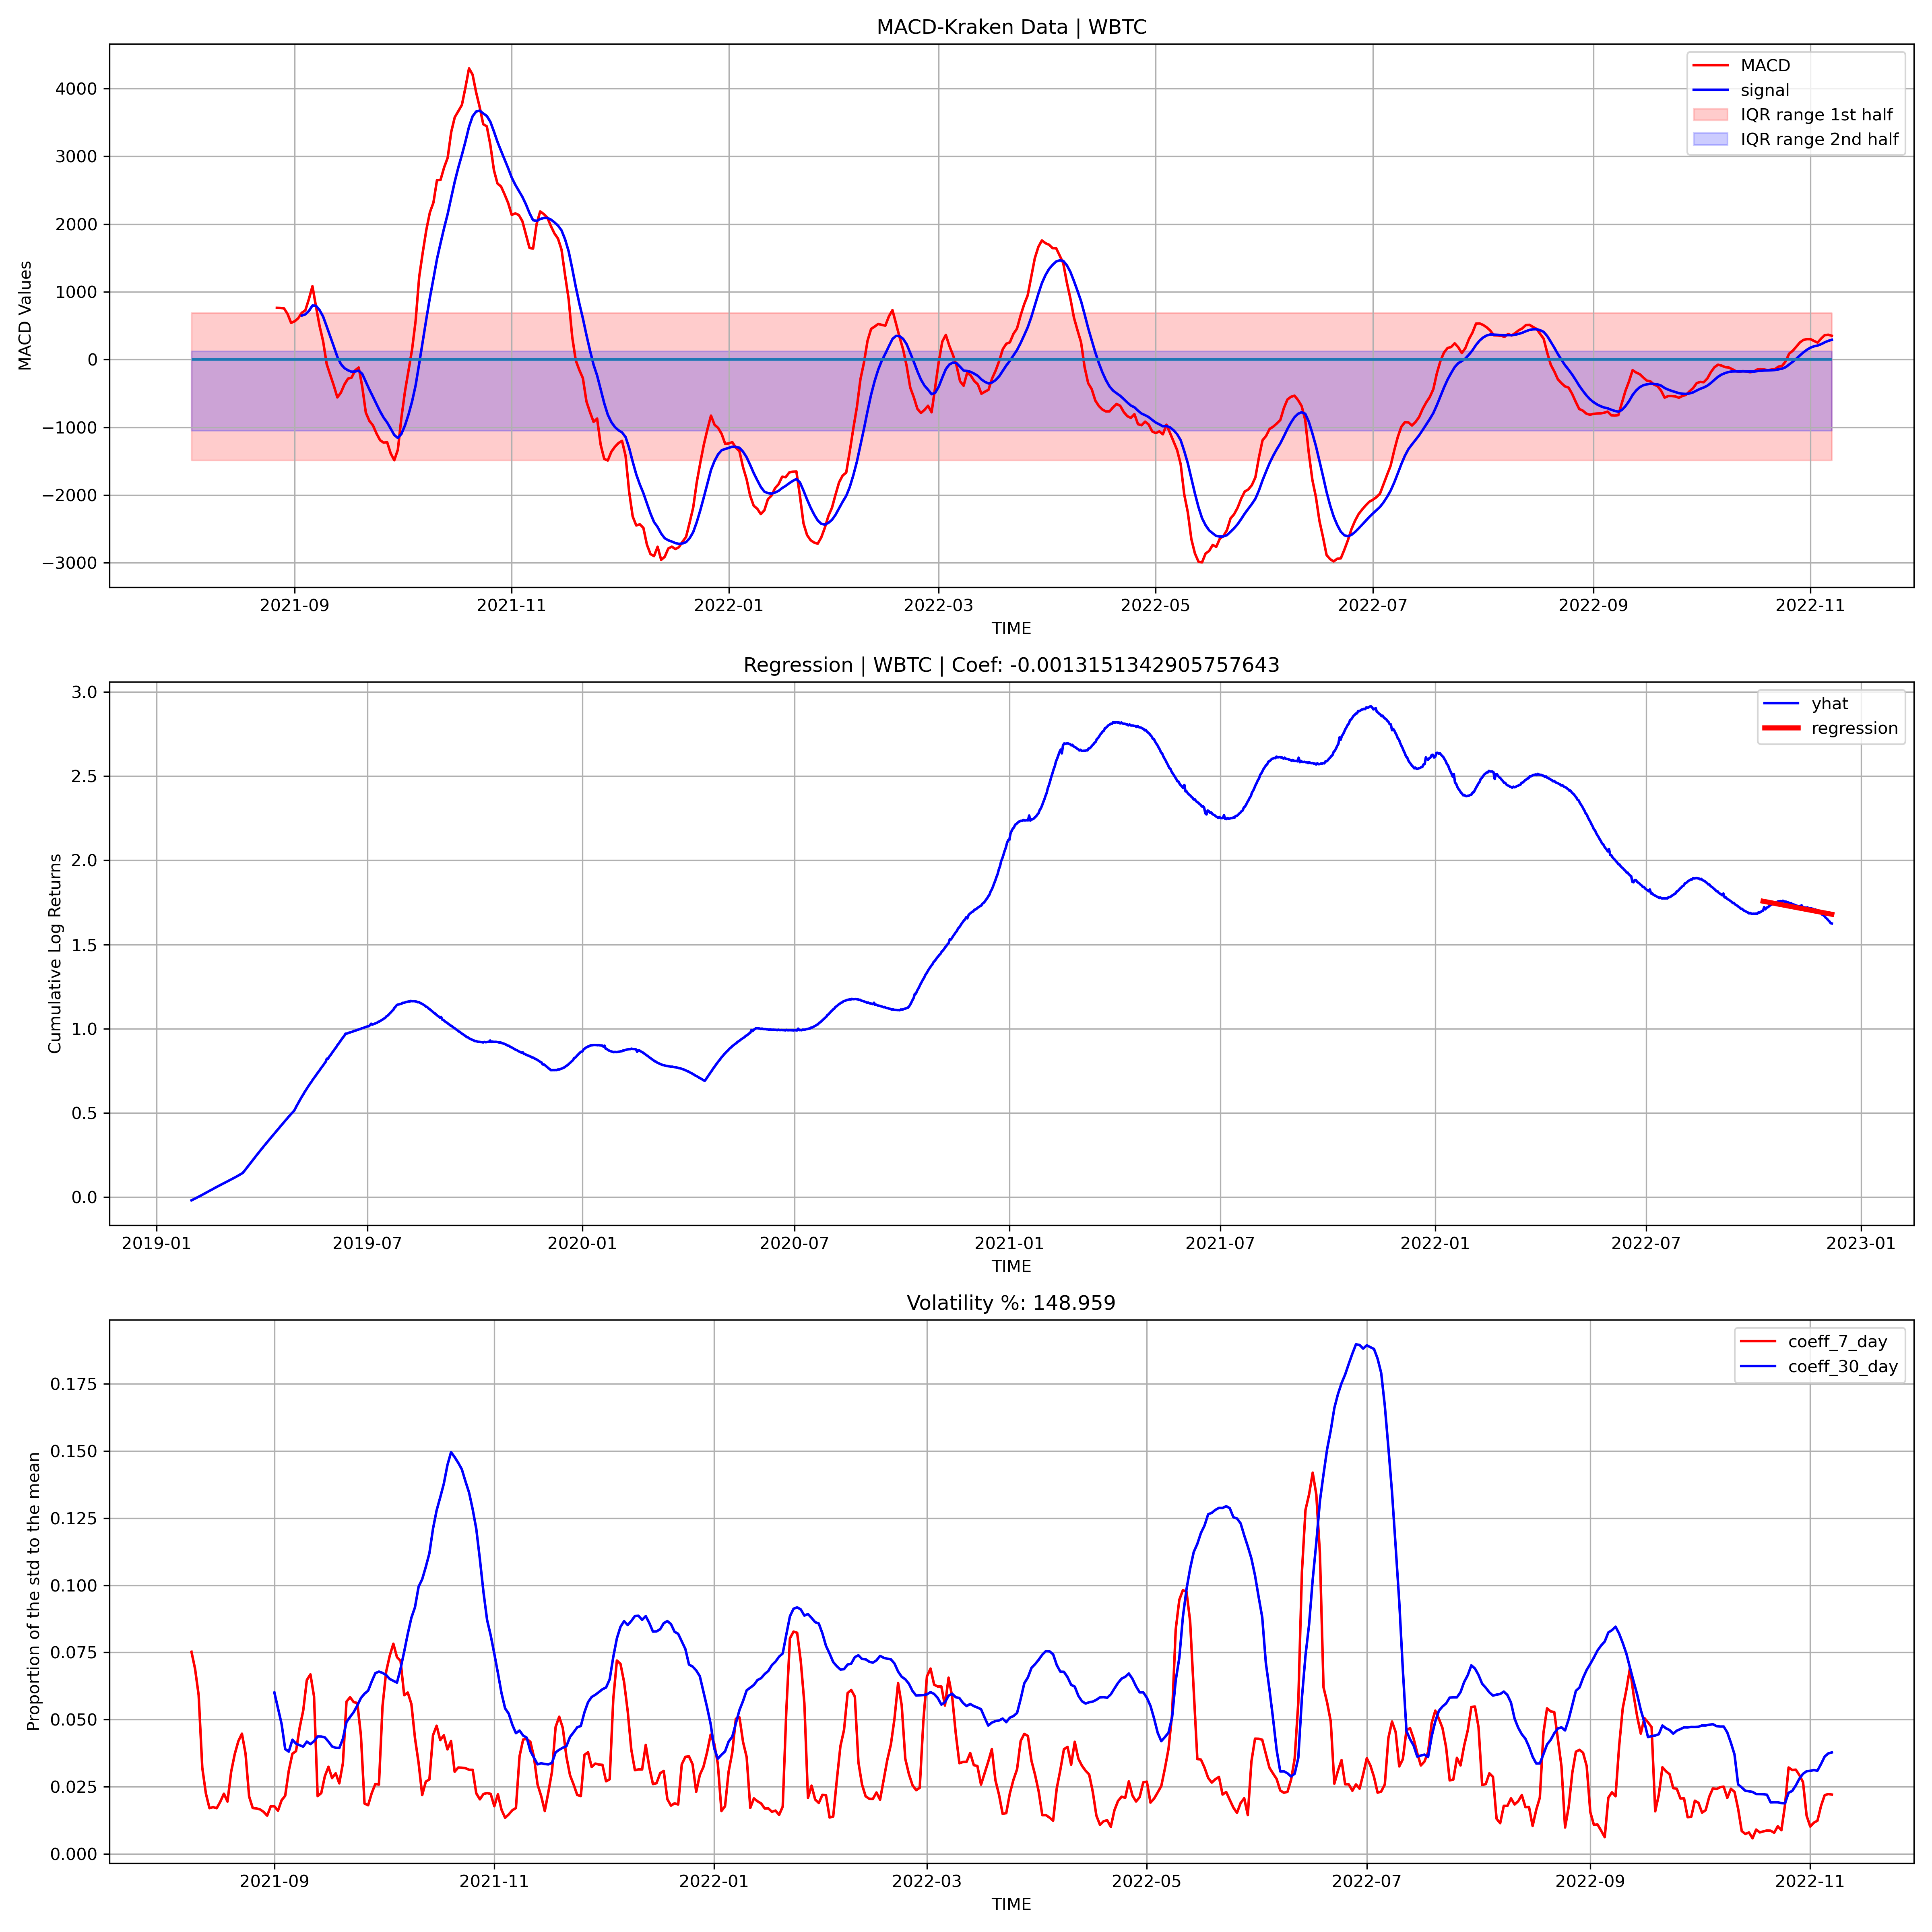 MACD-Kraken Data | WBTC
MACD
signal
IQR range 1st half
IQR range 2nd half
4000
3000
2000
1000
0
−1000
−2000
−3000
MACD Values
2021-09 2021-11 2022-01 2022-03 2022-05 2022-07 2022-09 2022-11
TIME
Regression | WBTC | Coef: -0.0013151342905757643
yhat
regression
3.0
2.5
2.0
1.5
1.0
0.5
0.0
Cumulative Log Returns
2019-01 2019-07 2020-01 2020-07 2021-01 2021-07 2022-01 2022-07 2023-01
TIME
Volatility %: 148.959
coeff_7_day
coeff_30_day
0.175
0.150
0.125
0.100
0.075
0.050
0.025
0.000
Proportion of the std to the mean
2021-09 2021-11 2022-01 2022-03 2022-05 2022-07 2022-09 2022-11
TIME